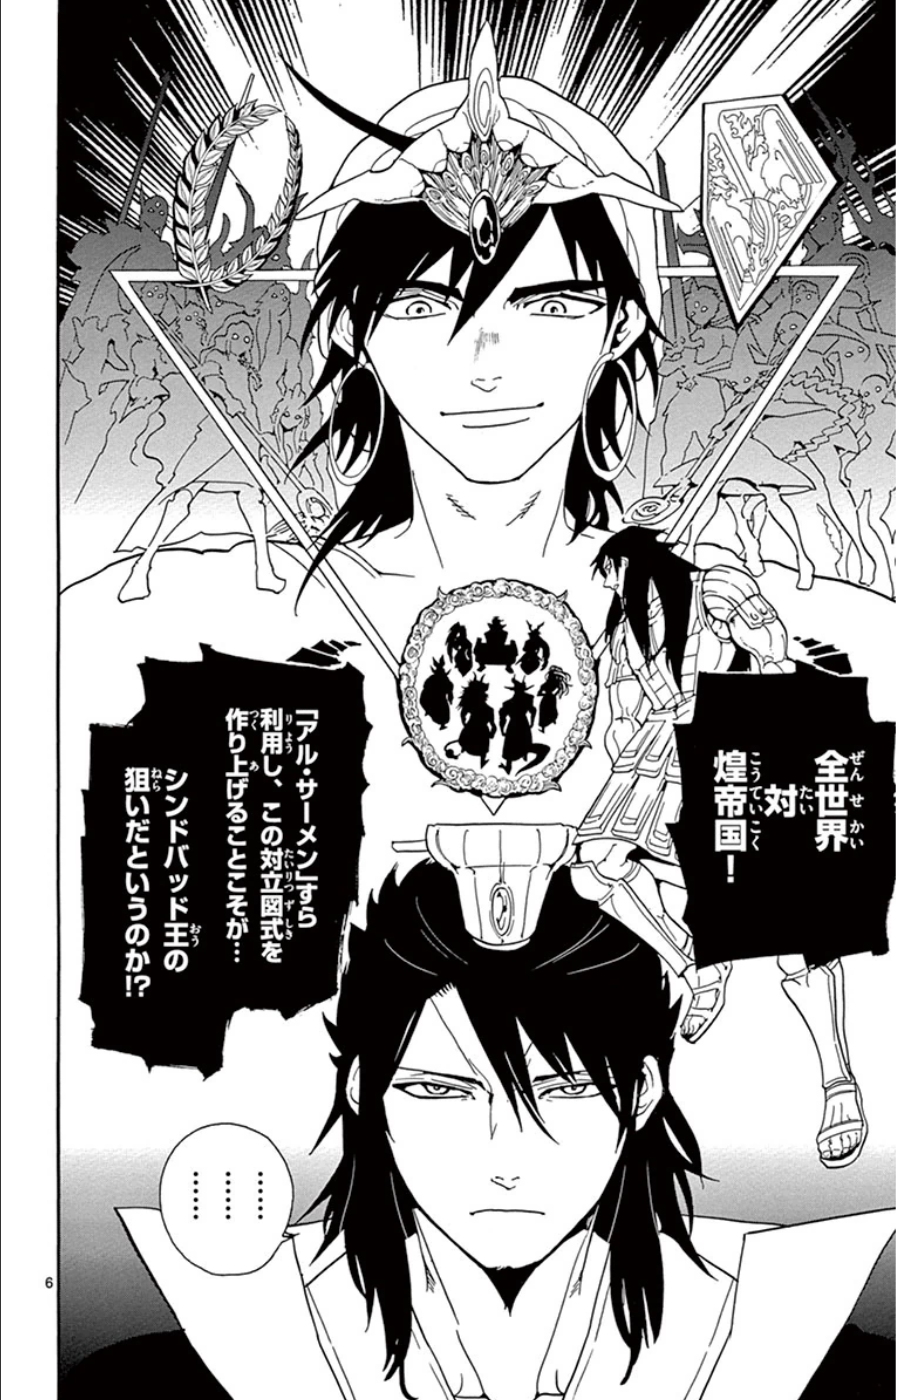 全世界
対
煌帝国！
「アル・サーメン」すら
利用し、この対立図式を
作り上げることこそが…
シンドバッド王の
狙いだというのか!?
………
6